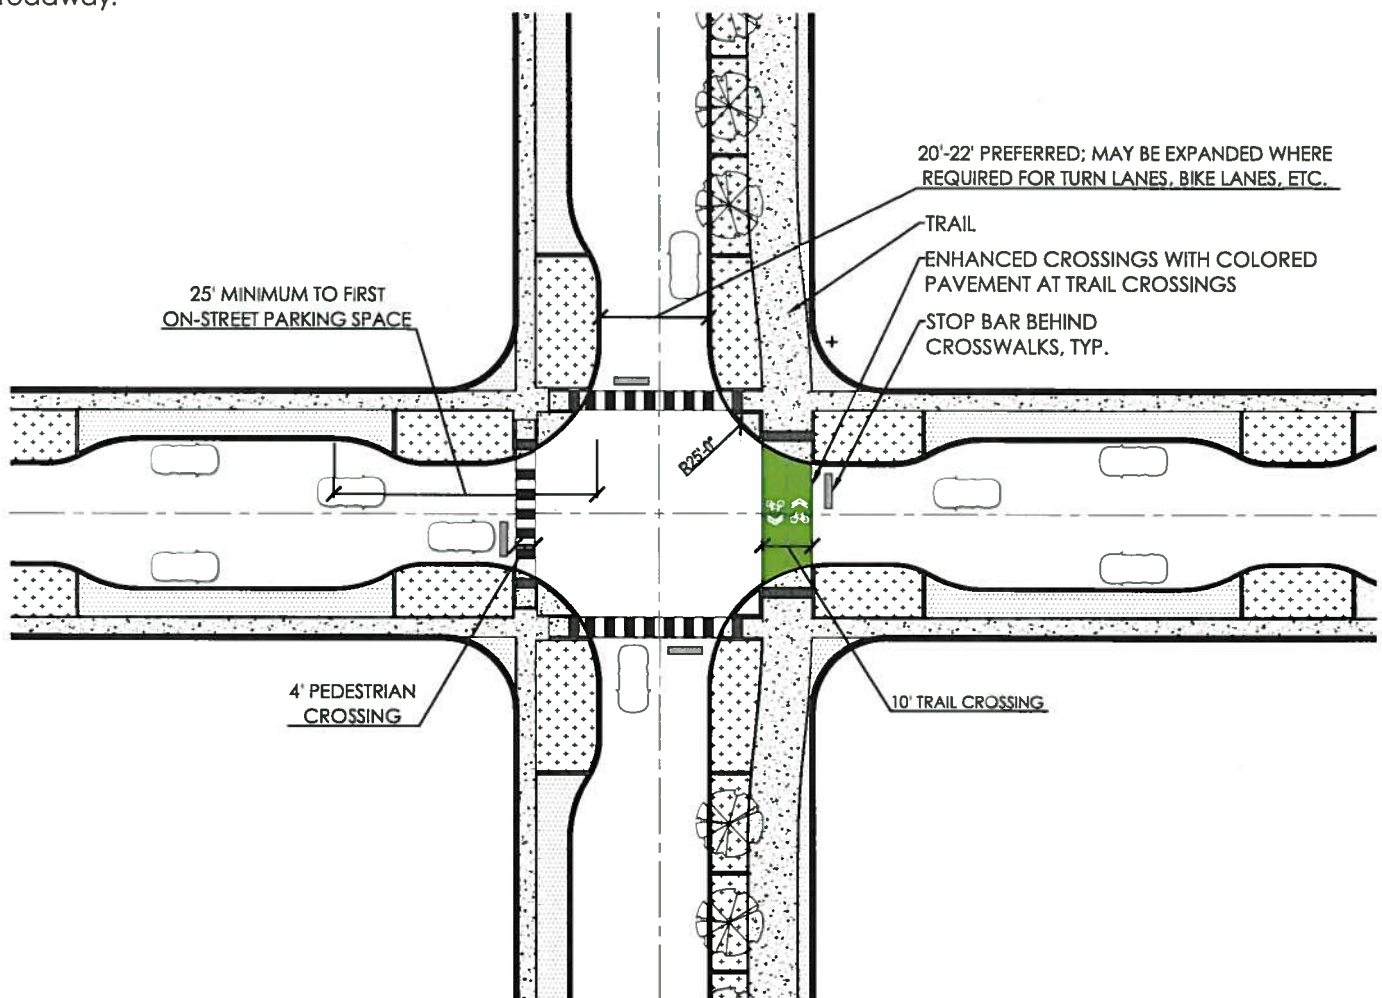 roadway.
20'-22' PREFERRED; MAY BE EXPANDED WHERE
REQUIRED FOR TURN LANES, BIKE LANES, ETC.
TRAIL
ENHANCED CROSSINGS WITH COLORED
PAVEMENT AT TRAIL CROSSINGS
25' MINIMUM TO FIRST
ON-STREET PARKING SPACE
STOP BAR BEHIND
CROSSWALKS, TYP.
R25'-0"
4' PEDESTRIAN
CROSSING
10' TRAIL CROSSING